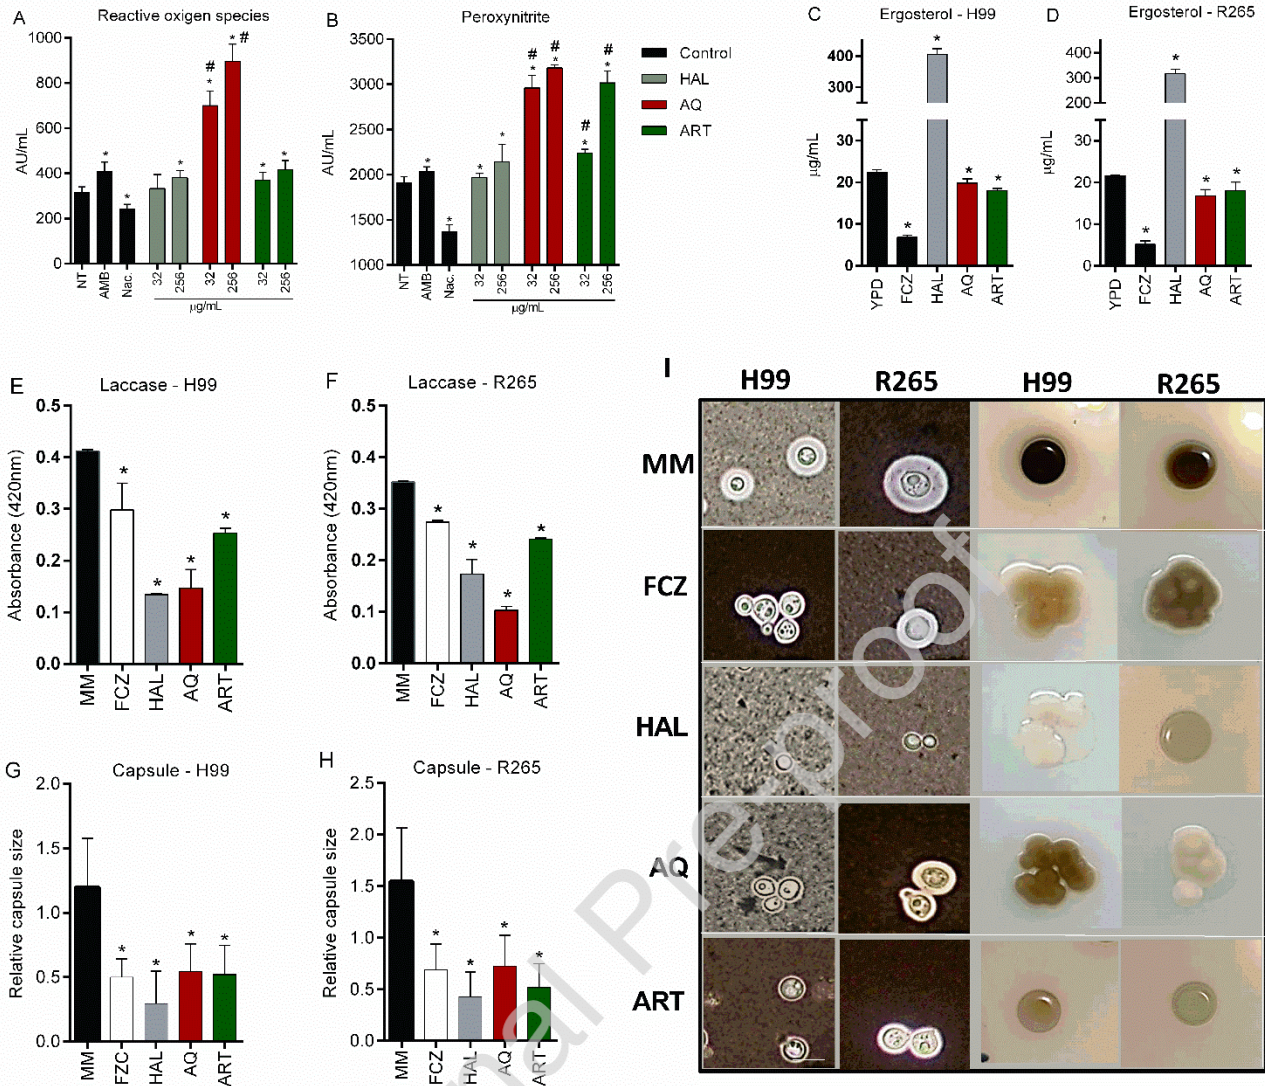 A
Reactive oxigen species
1000
800
600
400
200
0
AU/mL
* * * # * * # * * *
NT AMB Nac. 32 256 32 256 32 256
µg/mL
B
Peroxynitrite
3500
3000
2500
2000
1500
1000
AU/mL
* * * * # * # * # * # *
NT AMB Nac. 32 256 32 256 32 256
µg/mL
Control
HAL
AQ
ART
C
Ergosterol - H99
400
300
30
20
10
0
µg/mL
* * * *
YPD FCZ HAL AQ ART
D
Ergosterol - R265
400
300
200
30
20
10
0
µg/mL
* * * *
YPD FCZ HAL AQ ART
E
Laccase - H99
0.5
0.4
0.3
0.2
0.1
0.0
Absorbance (420nm)
* * * *
MM FCZ HAL AQ ART
F
Laccase - R265
0.5
0.4
0.3
0.2
0.1
0.0
Absorbance (420nm)
* * * *
MM FCZ HAL AQ ART
G
Capsule - H99
2.0
1.5
1.0
0.5
0.0
Relative capsule size
* * * *
MM FZC HAL AQ ART
H
Capsule - R265
2.5
2.0
1.5
1.0
0.5
0.0
Relative capsule size
* * * *
MM FCZ HAL AQ ART
I
H99 R265 H99 R265
MM
FCZ
HAL
AQ
ART
nal Pre-proof